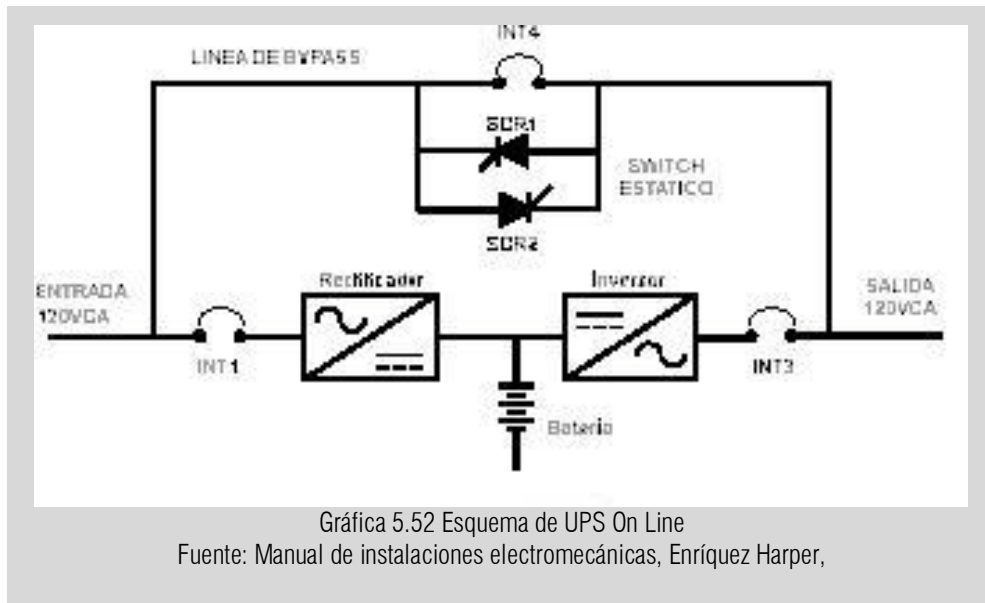 INT4
LINEA DE BYPASS
SCR1
SWITCH
ESTATICO
SCR2
ENTRADA
120VCA
Rectificador
Inversor
SALIDA
120VCA
INT1
INT3
Bateria
Gráfica 5.52 Esquema de UPS On Line
Fuente: Manual de instalaciones electromecánicas, Enríquez Harper,